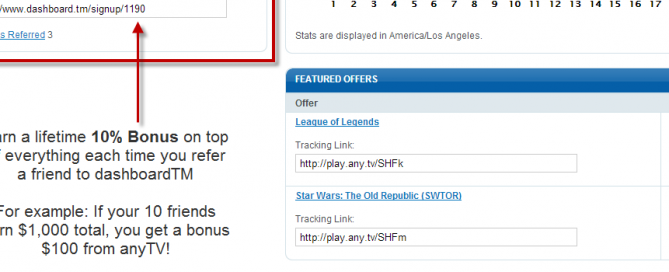 /www.dashboard.tm/signup/1190
Referred 3
a lifetime 10% Bonus on top
everything each time you refer
a friend to dashboardTM
For example: If your 10 friends
$1,000 total, you get a bonus
$100 from anyTV!
1 2 3 4 5 6 7 8 9 10 11 12 13 14 15 16 17
Stats are displayed in America/Los Angeles.
FEATURED OFFERS
Offer
League of Legends
Tracking Link:
http://play.any.tv/SHFk
Star Wars: The Old Republic (SWTOR)
Tracking Link:
http://play.any.tv/SHFm